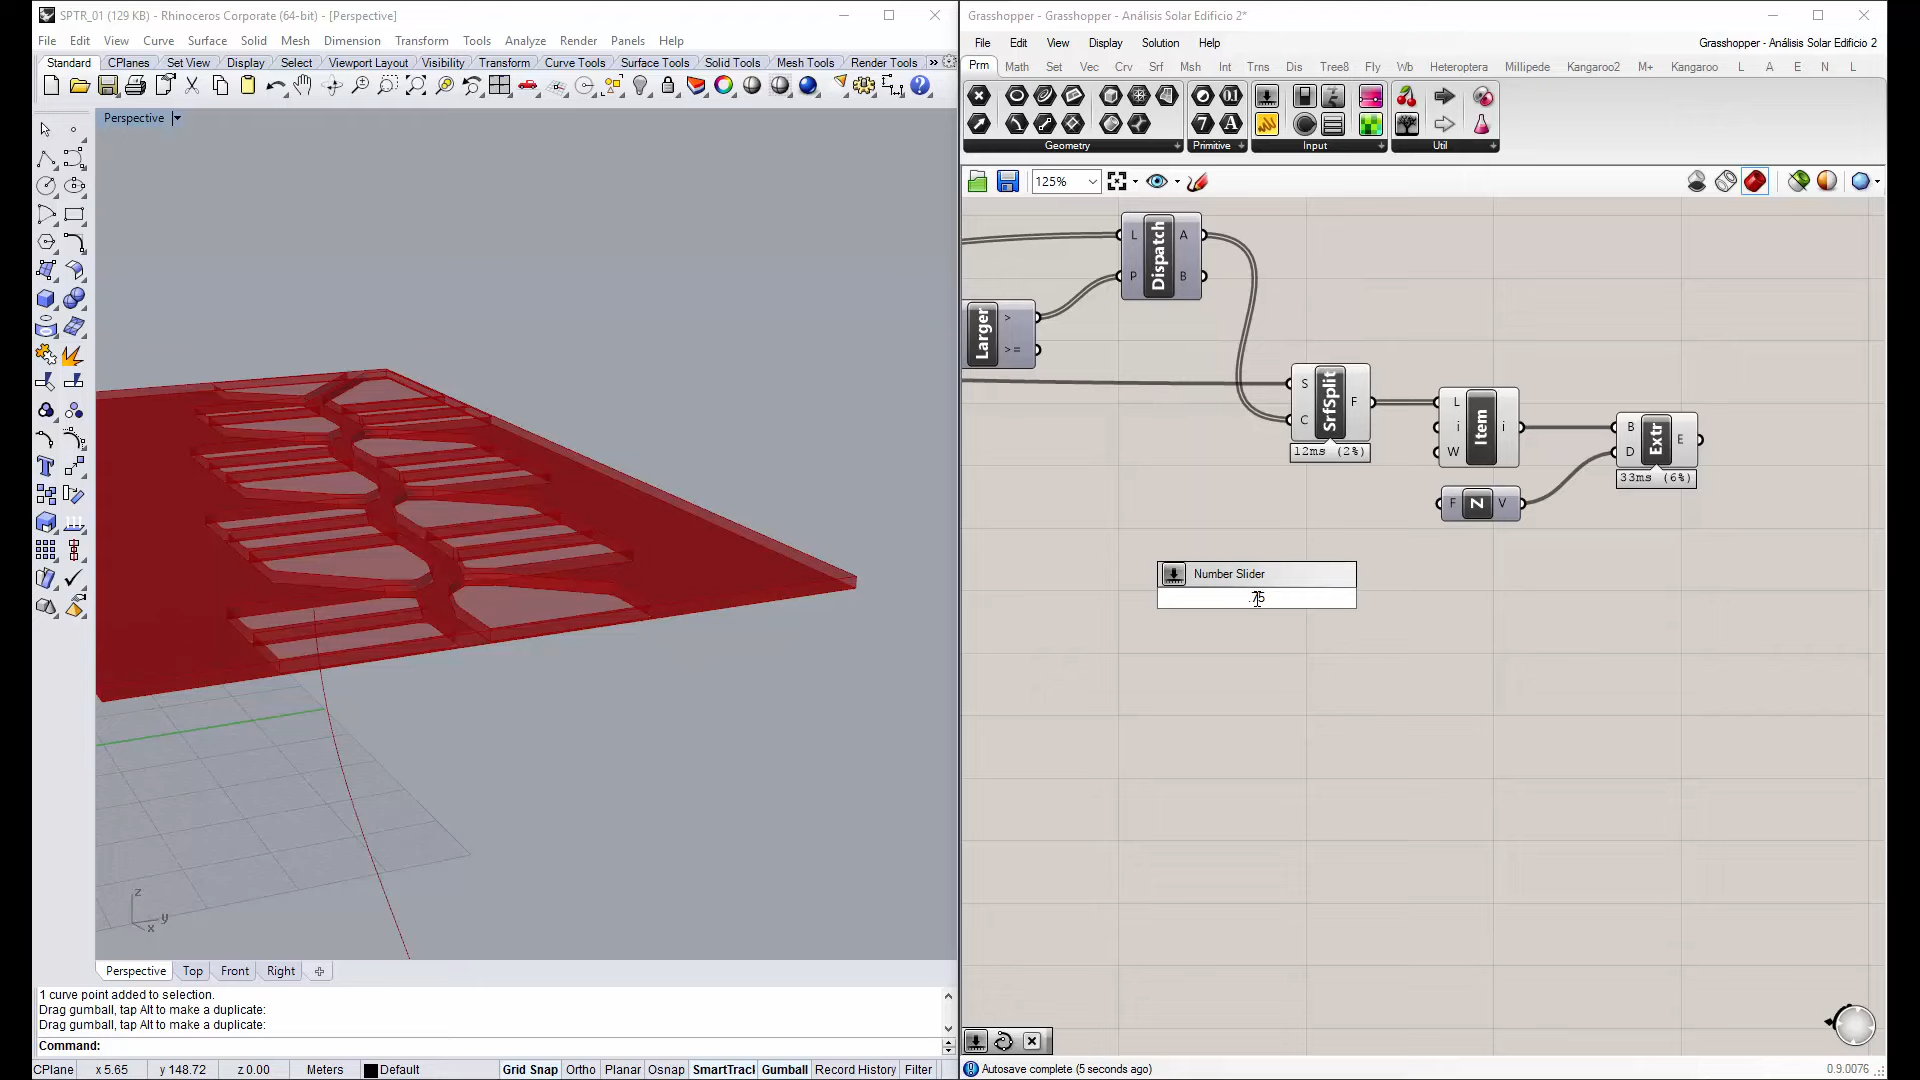 SPTR_01 (129 KB) - Rhinoceros Corporate (64-bit) - [Perspective]
File Edit View Curve Surface Solid Mesh Dimension Transform Tools Analyze Render Panels Help
Standard CPlanes Set View Display Select Viewport Layout Visibility Transform Curve Tools Surface Tools Solid Tools Mesh Tools Render Tools »
Perspective
z
y
x
Perspective Top Front Right
1 curve point added to selection.
Drag gumball, tap Alt to make a duplicate:
Drag gumball, tap Alt to make a duplicate:
Command:
CPlane x 5.65 y 148.72 z 0.00 Meters Default Grid Snap Ortho Planar Osnap SmartTrack Gumball Record History Filter
Grasshopper - Grasshopper - Análisis Solar Edificio 2*
File Edit View Display Solution Help
Grasshopper - Análisis Solar Edificio 2
Prm Math Set Vec Crv Srf Msh Int Trns Dis Tree8 Wb Heteroptera Millipede Kangaroo2 M+ Kangaroo L A E N L
Fly
Geometry Primitive Input Util
125%
L A
Dispatch
P B
Larger
>
>=
S
C
SrfSplit
F
12ms (2%)
L
i
W
Item
i
B
D
Extr
E
33ms (6%)
F Z V
Number Slider
.75
Autosave complete (5 seconds ago)
0.9.0076